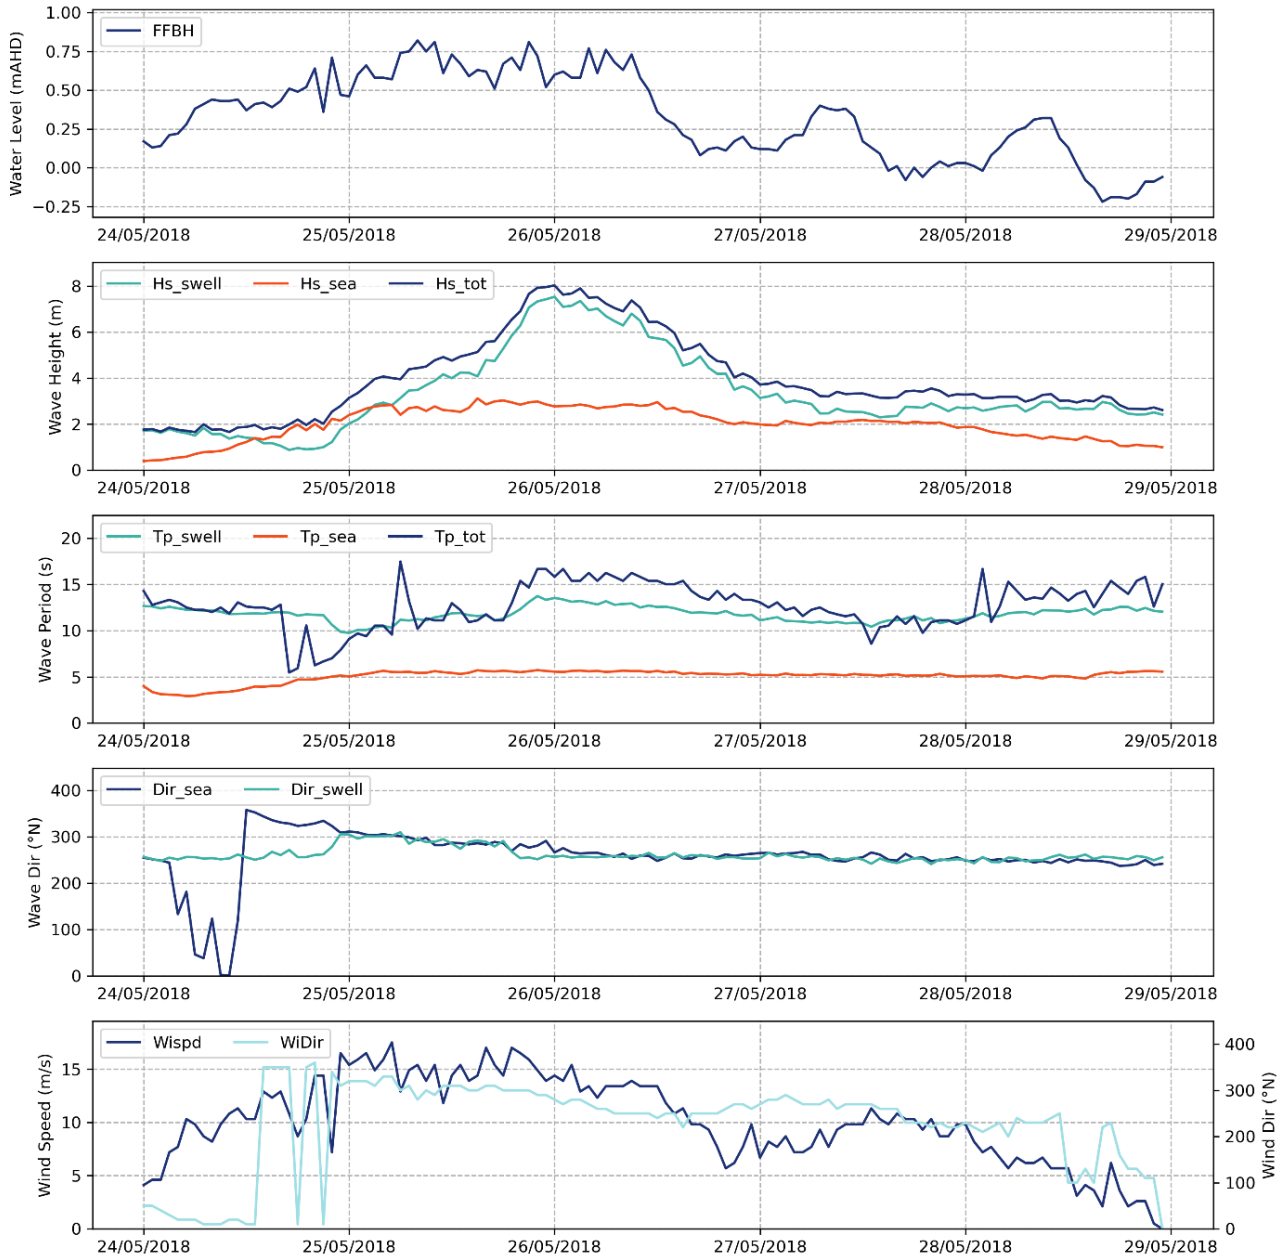 Water Level (mAHD)
1.00
0.75
0.50
0.25
0.00
−0.25
FFBH
24/05/2018 25/05/2018 26/05/2018 27/05/2018 28/05/2018 29/05/2018
Wave Height (m)
8
6
4
2
0
Hs_swell Hs_sea Hs_tot
24/05/2018 25/05/2018 26/05/2018 27/05/2018 28/05/2018 29/05/2018
Wave Period (s)
20
15
10
5
0
Tp_swell Tp_sea Tp_tot
24/05/2018 25/05/2018 26/05/2018 27/05/2018 28/05/2018 29/05/2018
Wave Dir (°N)
400
300
200
100
0
Dir_sea Dir_swell
24/05/2018 25/05/2018 26/05/2018 27/05/2018 28/05/2018 29/05/2018
Wind Speed (m/s)
15
10
5
0
Wispd WiDir
400
300
200
100
0
Wind Dir (°N)
24/05/2018 25/05/2018 26/05/2018 27/05/2018 28/05/2018 29/05/2018